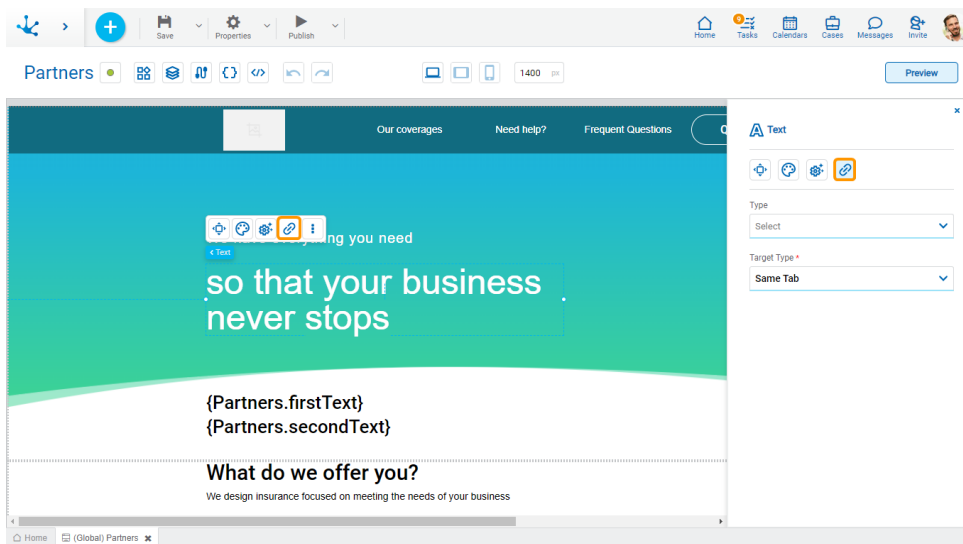 Save
Properties
Publish
Home
9
Tasks
Calendars
Cases
Messages
Invite
Partners
1400 px
Preview
Our coverages
Need help?
Frequent Questions
Text
Type
Select
Target Type *
Same Tab
you need
< Text
so that your business
never stops
{Partners.firstText}
{Partners.secondText}
What do we offer you?
We design insurance focused on meeting the needs of your business
Home
(Global) Partners